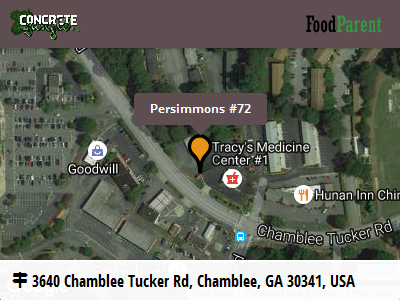 CONCRETE
Jungle
FoodParent
Persimmons #72
Tracy's Medicine
Center #1
Goodwill
Hunan Inn Chin
Chamblee Tucker Rd
3640 Chamblee Tucker Rd, Chamblee, GA 30341, USA